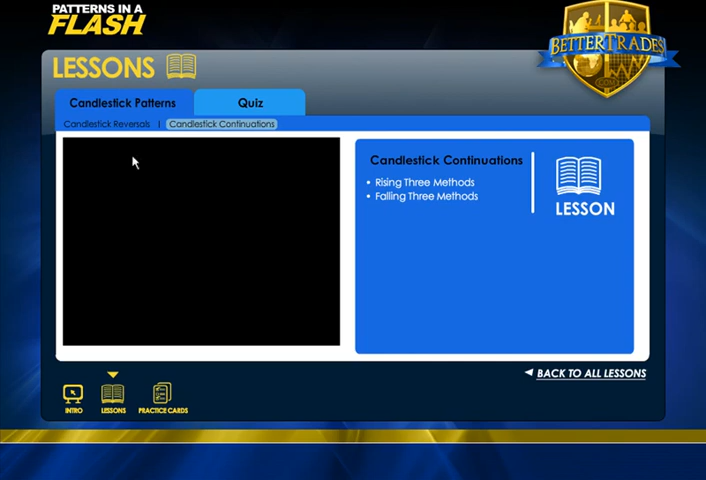 PATTERNS IN A
FLASH
BETTERTRADES
.COM
LESSONS
Candlestick Patterns
Quiz
Candlestick Reversals | Candlestick Continuations
Candlestick Continuations
• Rising Three Methods
• Falling Three Methods
LESSON
BACK TO ALL LESSONS
INTRO
LESSONS
PRACTICE CARDS